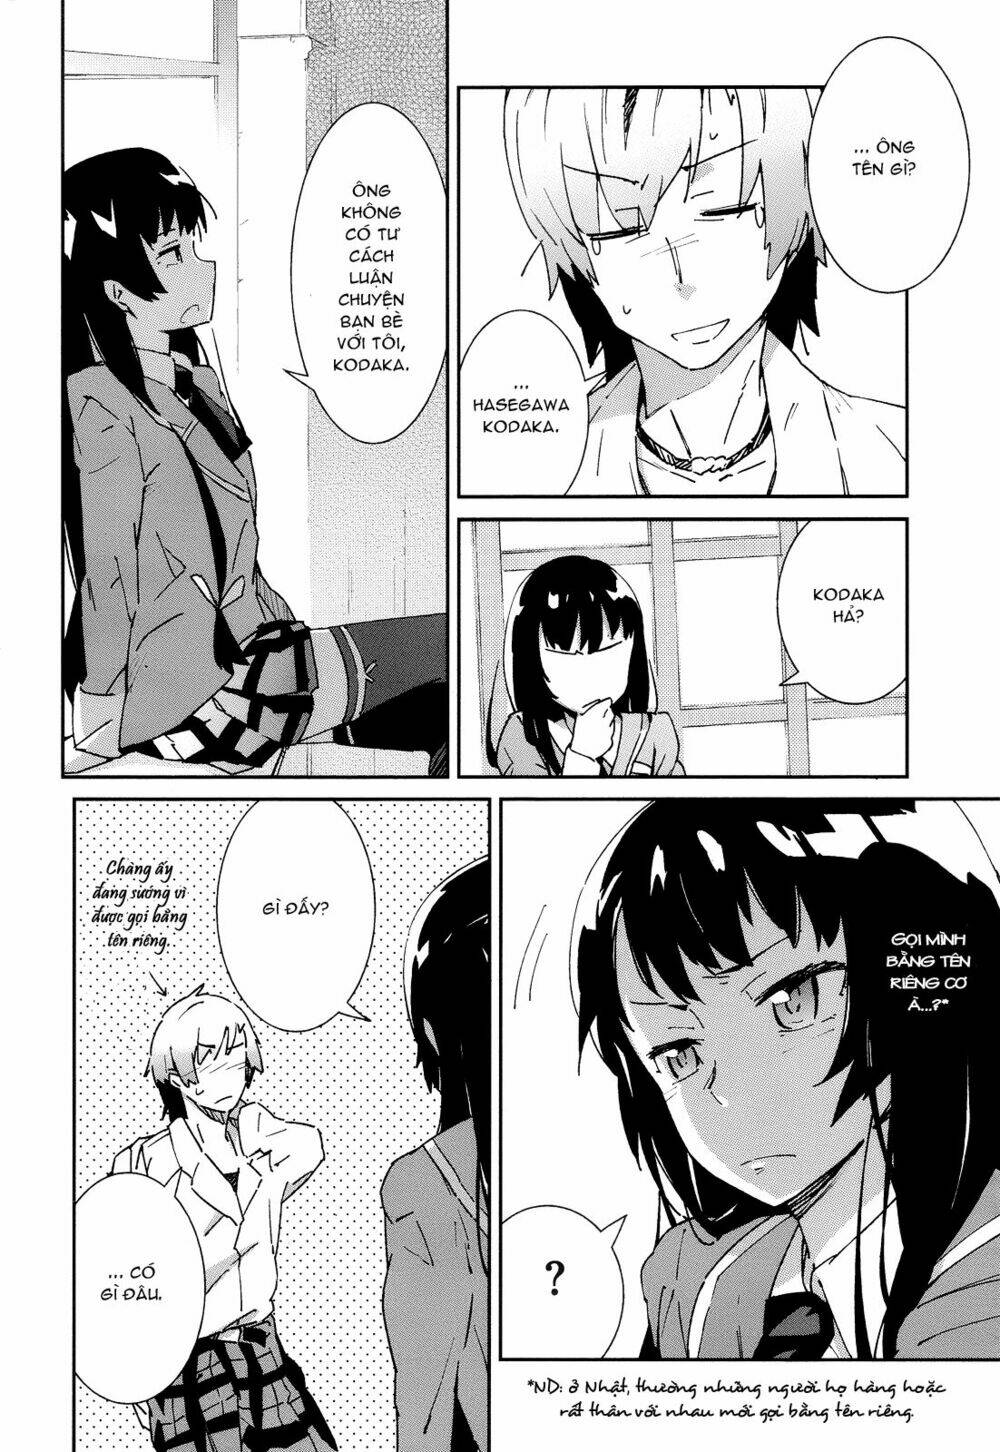 ... ÔNG
TÊN GÌ?
...
HASEGAWA
KODAKA.
KODAKA
HẢ?
ÔNG
KHÔNG
CÓ TƯ
CÁCH
LUẬN
CHUYỆN
BẠN BÈ
VỚI TÔI,
KODAKA.
GỌI MÌNH
BẰNG TÊN
RIÊNG CƠ
À...?*
?
*ND: ở Nhật, thường những người họ hàng hoặc
rất thân với nhau mới gọi bằng tên riêng.
GÌ ĐẤY?
Chàng ấy
đang sướng vì
được gọi bằng
tên riêng.
... CÓ
GÌ ĐÂU.